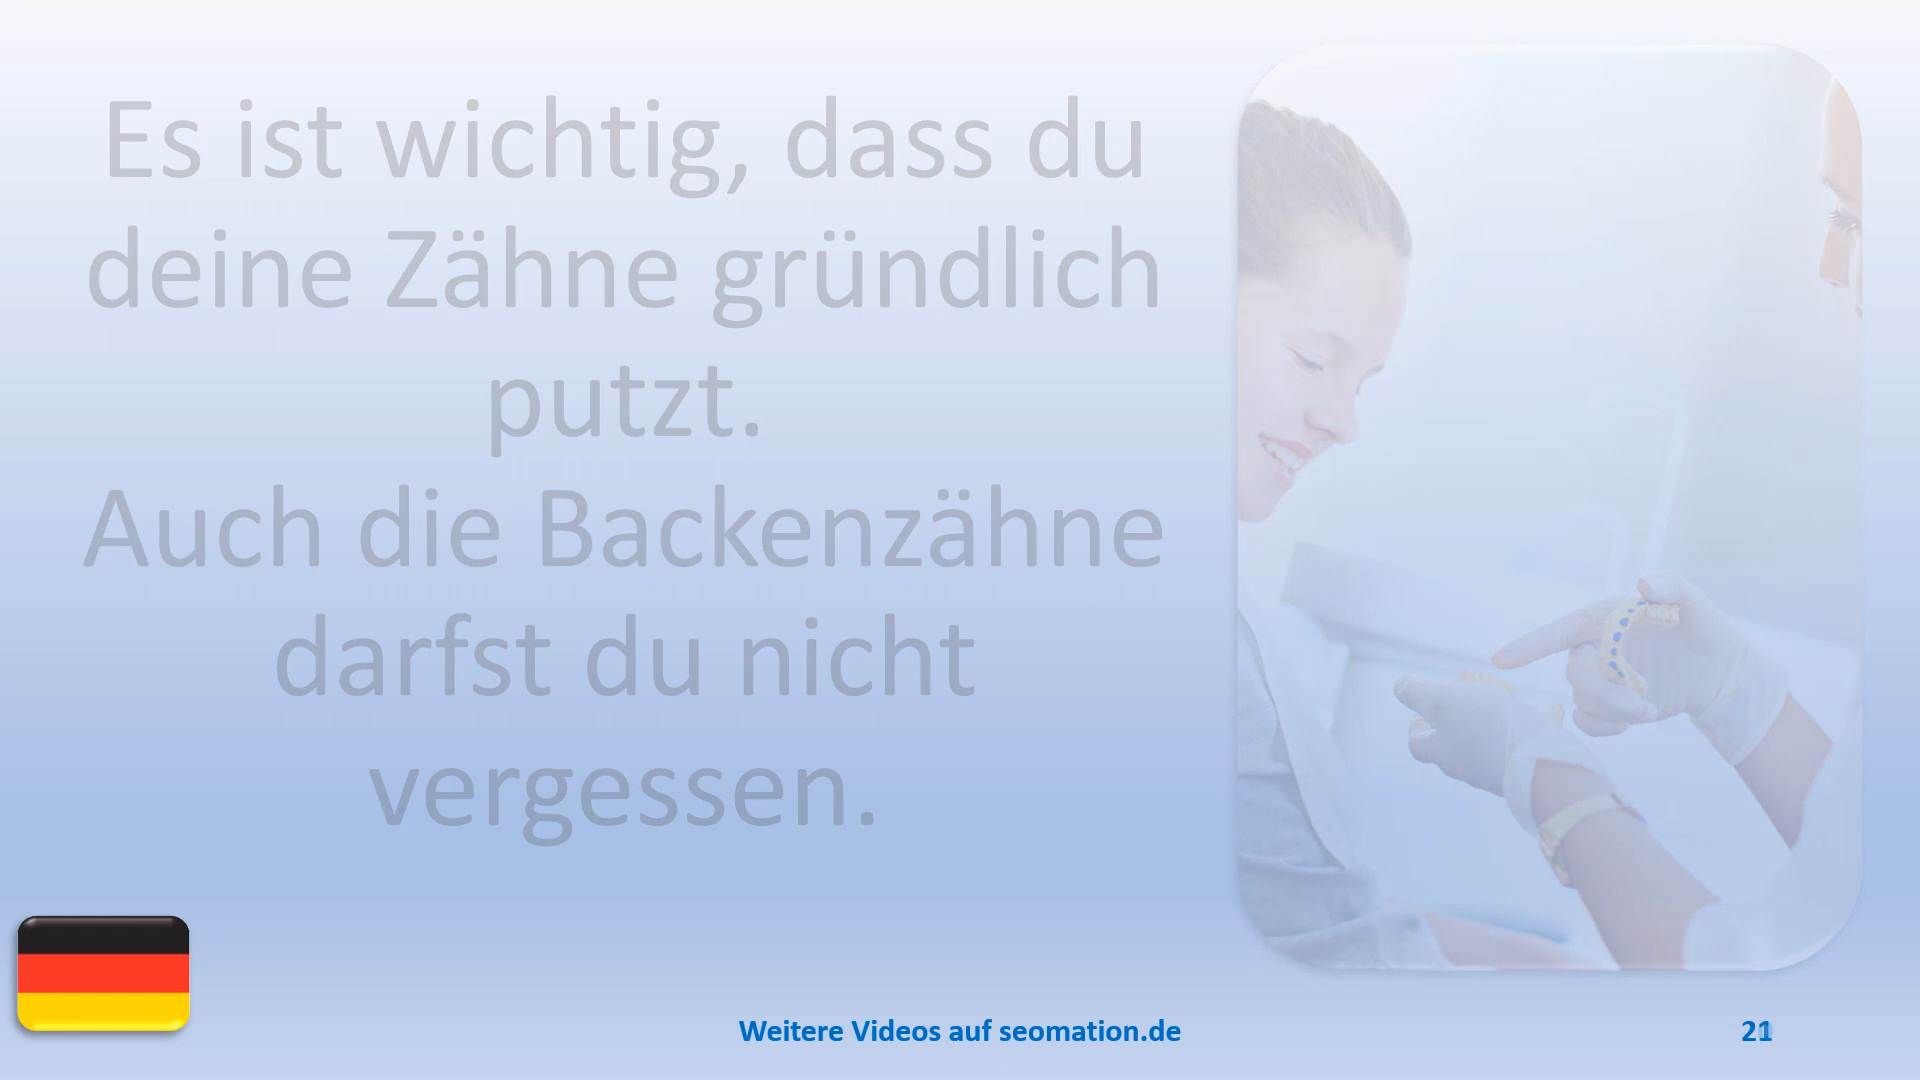 Es ist wichtig, dass du
deine Zähne gründlich
putzt.
Auch die Backenzähne
darfst du nicht
vergessen.
Weitere Videos auf seomation.de
21